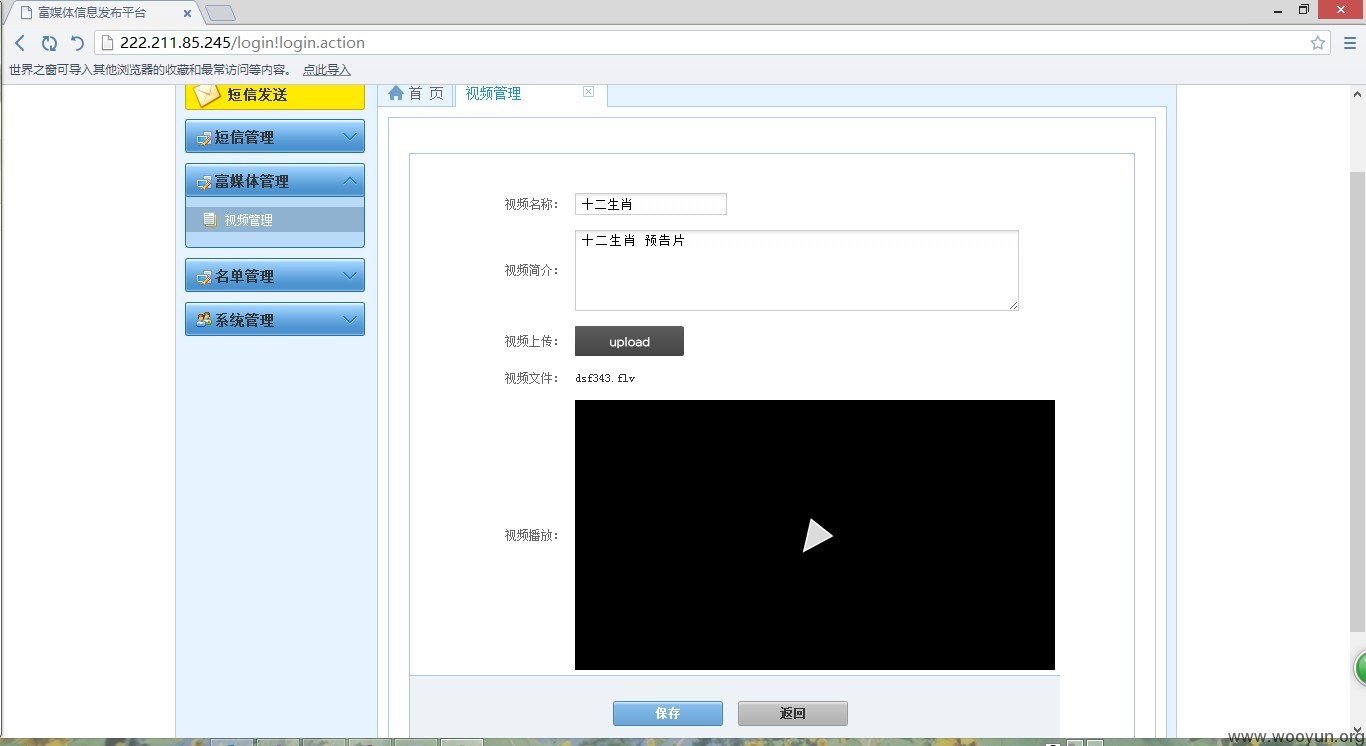 富媒体信息发布平台
222.211.85.245/login!login.action
世界之窗可导入其他浏览器的收藏和最常访问等内容。 点此导入
短信发送
首 页
视频管理
短信管理
富媒体管理
视频管理
名单管理
系统管理
视频名称:
十二生肖
视频简介:
十二生肖 预告片
视频上传:
upload
视频文件:
dsf343.flv
视频播放:
保存
返回
www.wooyun.org